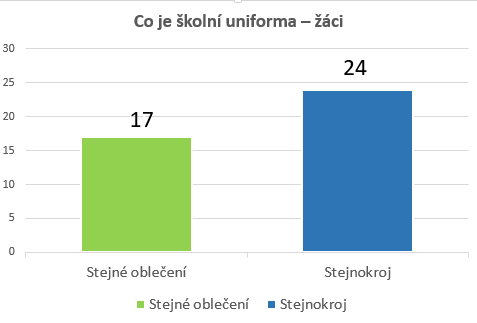 Co je školní uniforma – žáci
30
25
20
15
10
5
0
17
24
Stejné oblečení
Stejnokroj
Stejné oblečení Stejnokroj